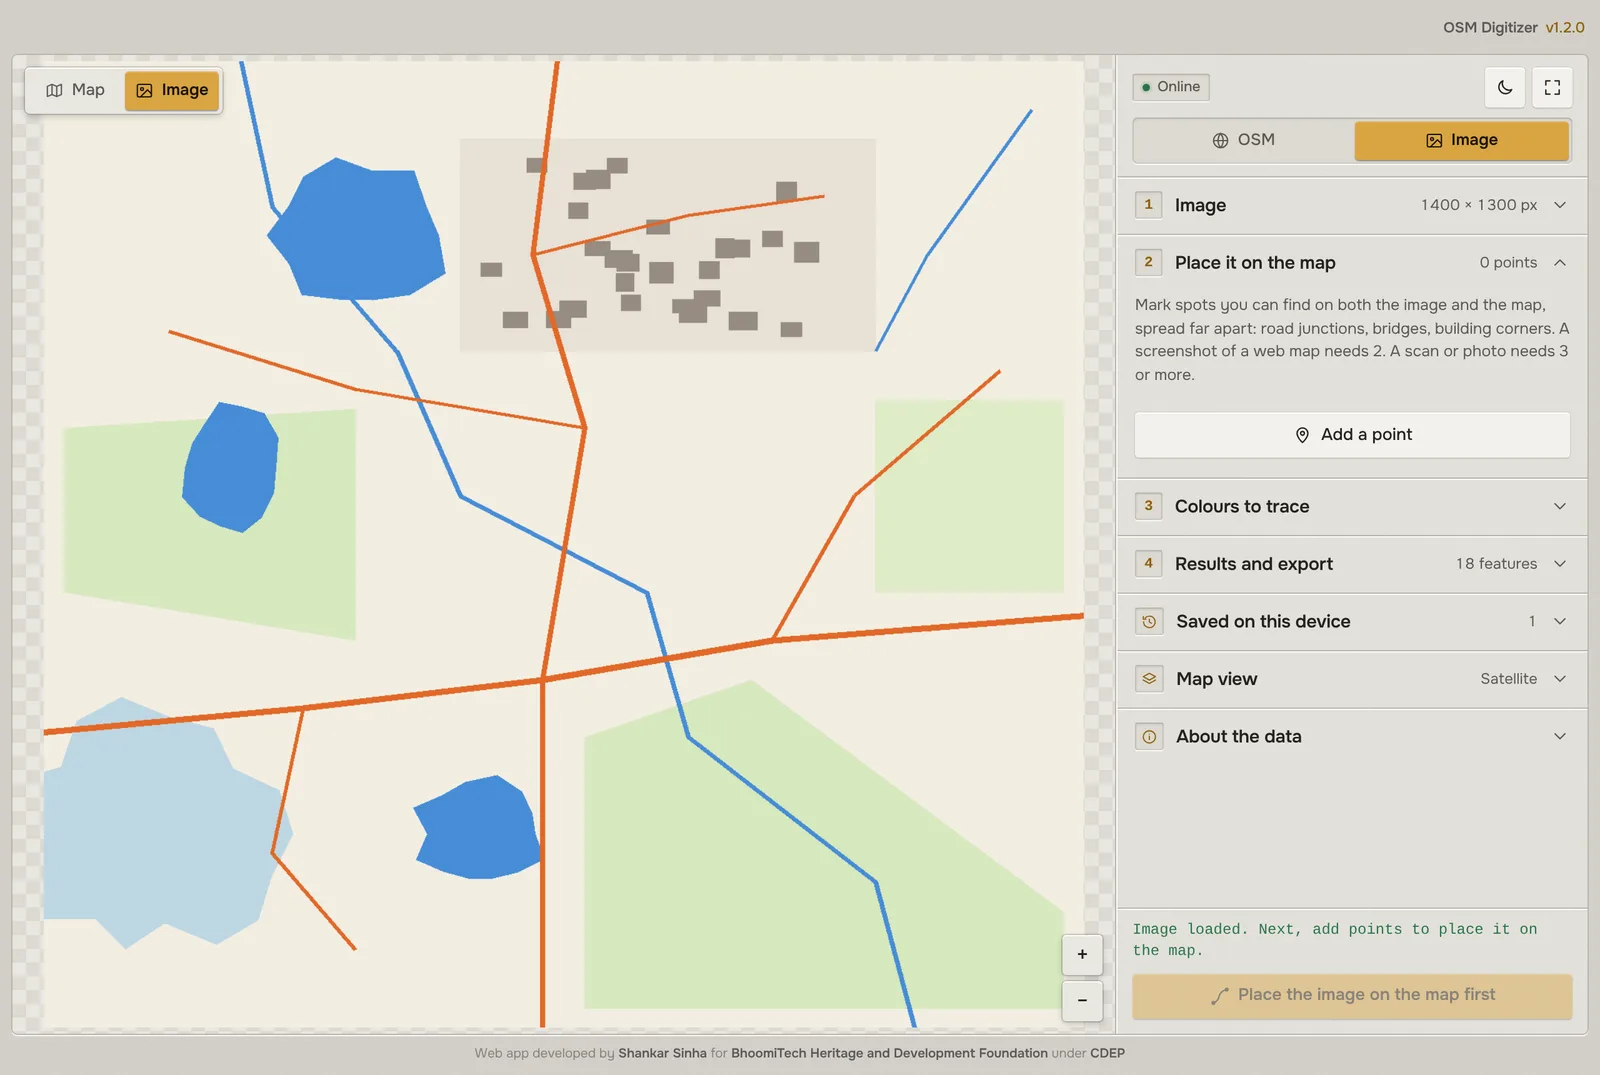 OSM Digitizer v1.2.0
Map
Image
Online
OSM
Image
1 Image 1400 × 1300 px
2 Place it on the map 0 points
Mark spots you can find on both the image and the map,
spread far apart: road junctions, bridges, building corners. A
screenshot of a web map needs 2. A scan or photo needs 3
or more.
Add a point
3 Colours to trace
4 Results and export 18 features
Saved on this device 1
Map view Satellite
About the data
+
−
Image loaded. Next, add points to place it on
the map.
Place the image on the map first
Web app developed by Shankar Sinha for BhoomiTech Heritage and Development Foundation under CDEP